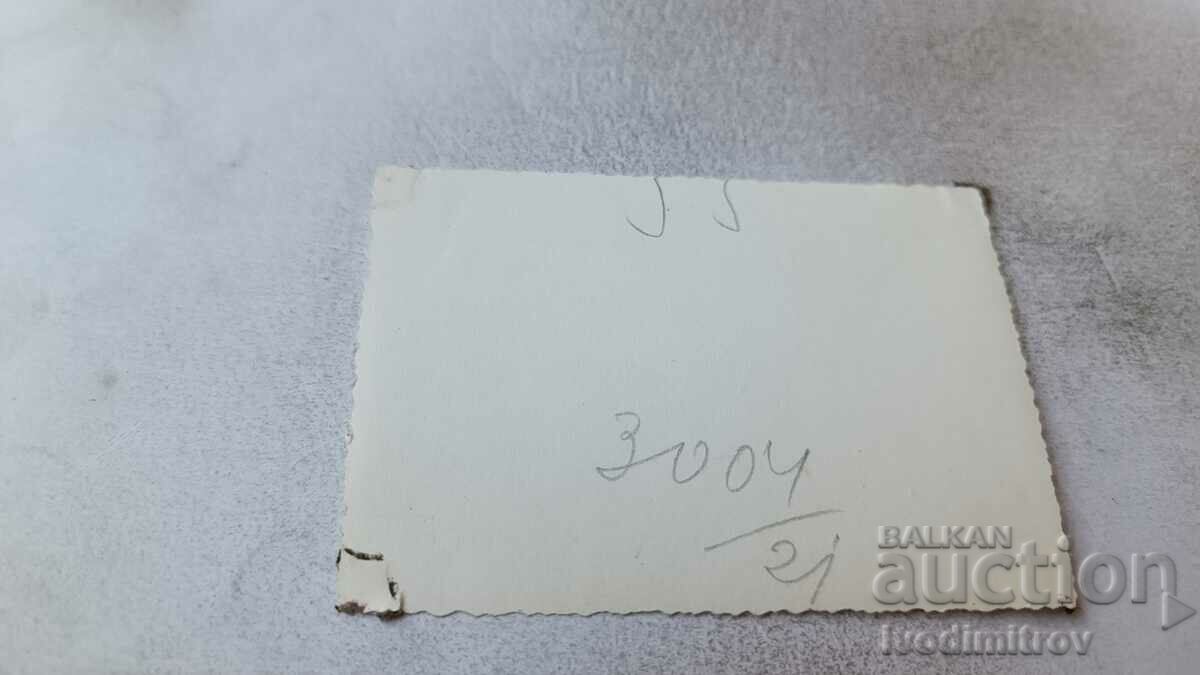 3004
21
BALKAN
auction
Ivodimitrov